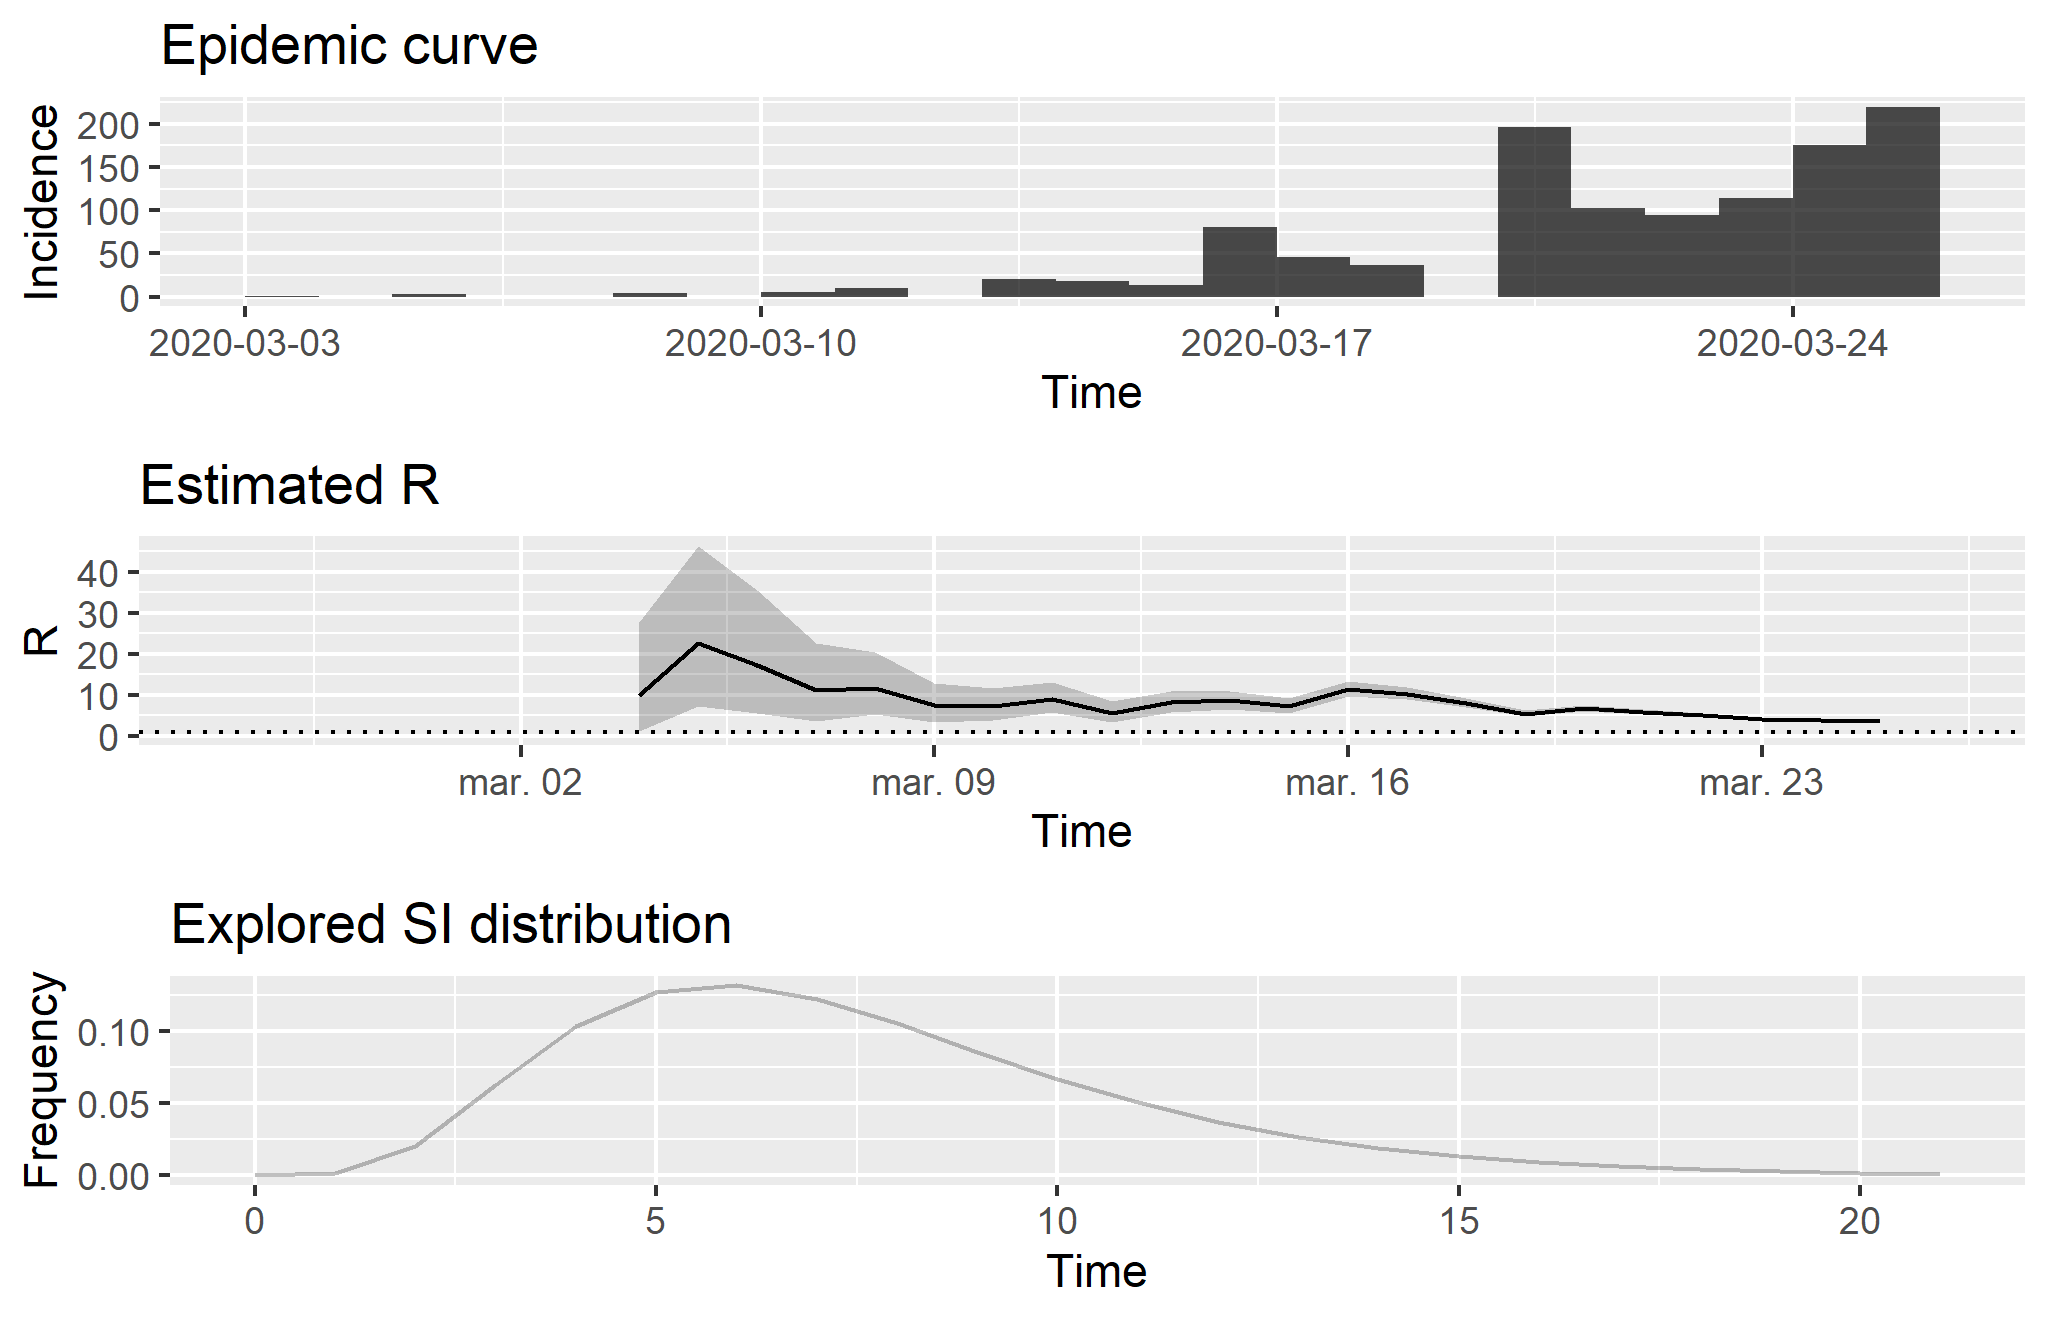 Epidemic curve
Incidence
200
150
100
50
0
2020-03-03 2020-03-10 2020-03-17 2020-03-24
Time
Estimated R
R
40
30
20
10
0
mar. 02 mar. 09 mar. 16 mar. 23
Time
Explored SI distribution
Frequency
0.10
0.05
0.00
0 5 10 15 20
Time